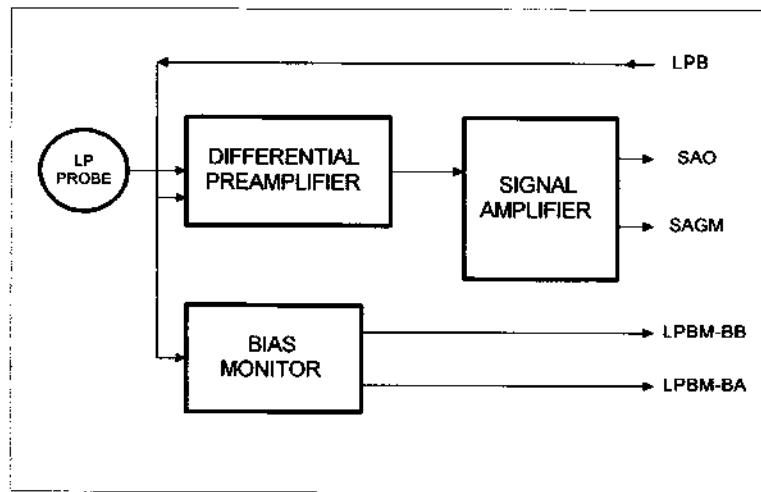 LPB
LP
PROBE
DIFFERENTIAL
PREAMPLIFIER
SIGNAL
AMPLIFIER
SAO
SAGM
BIAS
MONITOR
LPBM-BB
LPBM-BA